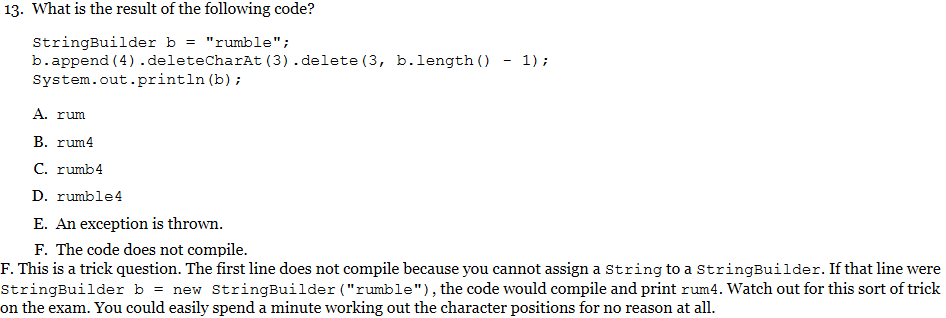 13. What is the result of the following code?
StringBuilder b = "rumble";
b.append(4).deleteCharAt(3).delete(3, b.length() - 1);
System.out.println(b);
A. rum
B. rum4
C. rumb4
D. rumble4
E. An exception is thrown.
F. The code does not compile.
F. This is a trick question. The first line does not compile because you cannot assign a String to a StringBuilder. If that line were
StringBuilder b = new StringBuilder("rumble"), the code would compile and print rum4. Watch out for this sort of trick
on the exam. You could easily spend a minute working out the character positions for no reason at all.